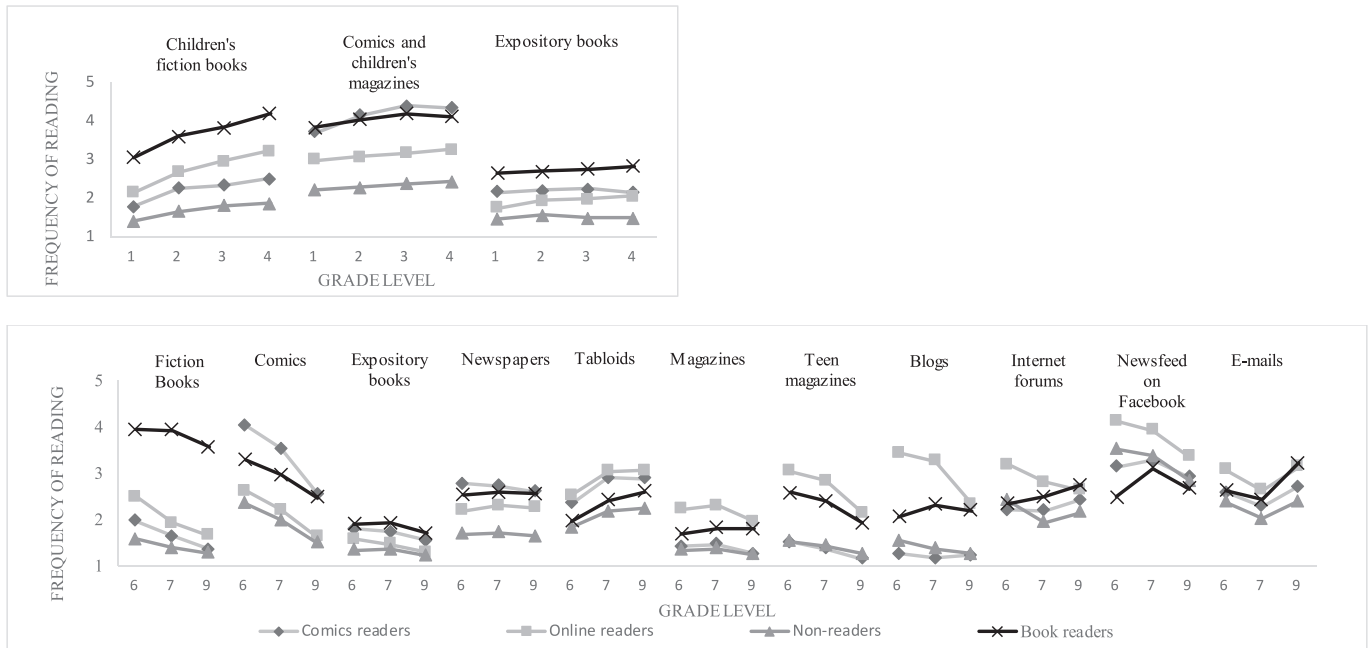 Children's
fiction books
Comics and
children's
magazines
Expository books
FREQUENCY OF READING
5
4
3
2
1
1 2 3 4 1 2 3 4 1 2 3 4
GRADE LEVEL
Fiction
Books
Comics
Expository
books
Newspapers
Tabloids
Magazines
Teen
magazines
Blogs
Internet
forums
Newsfeed
on
Facebook
E-mails
FREQUENCY OF READING
5
4
3
2
1
6 7 9 6 7 9 6 7 9 6 7 9 6 7 9 6 7 9 6 7 9 6 7 9 6 7 9 6 7 9 6 7 9
GRADE LEVEL
Comics readers Online readers Non-readers Book readers